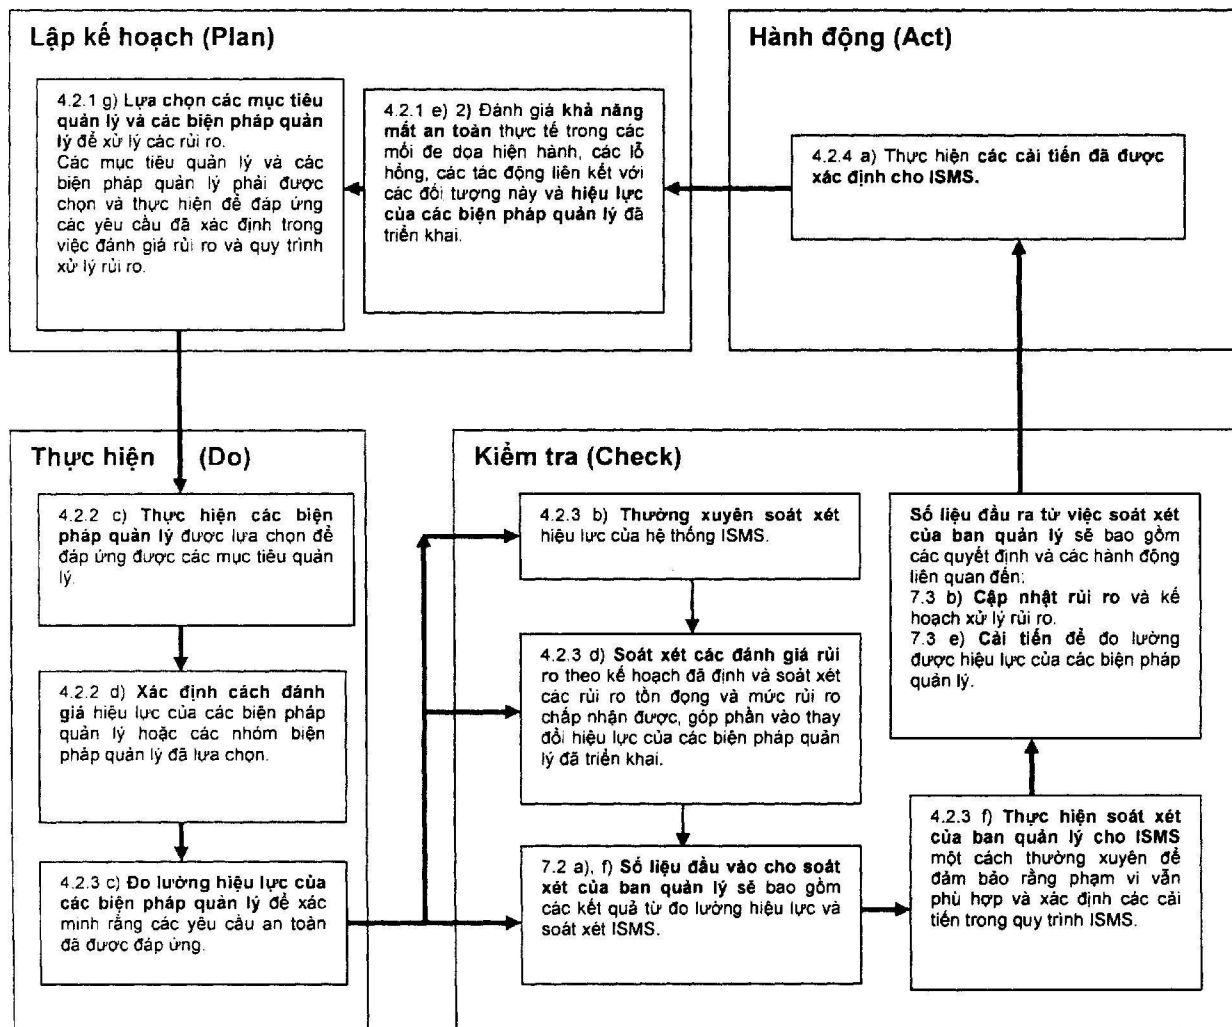 Lập kế hoạch (Plan)
4.2.1 g) Lựa chọn các mục tiêu
quản lý và các biện pháp quản
lý để xử lý các rủi ro.
Các mục tiêu quản lý và các
biện pháp quản lý phải được
chọn và thực hiện để đáp ứng
các yêu cầu đã xác định trong
việc đánh giá rủi ro và quy trình
xử lý rủi ro.
4.2.1 e) 2) Đánh giá khả năng
mất an toàn thực tế trong các
mối đe dọa hiện hành, các lỗ
hổng, các tác động liên kết với
các đối tượng này và hiệu lực
của các biện pháp quản lý đã
triển khai.
Hành động (Act)
4.2.4 a) Thực hiện các cải tiến đã được
xác định cho ISMS.
Thực hiện (Do)
4.2.2 c) Thực hiện các biện
pháp quản lý được lựa chọn để
đáp ứng được các mục tiêu quản
lý.
4.2.2 d) Xác định cách đánh
giá hiệu lực của các biện pháp
quản lý hoặc các nhóm biện
pháp quản lý đã lựa chọn.
4.2.3 c) Đo lường hiệu lực của
các biện pháp quản lý để xác
minh rằng các yêu cầu an toàn
đã được đáp ứng.
Kiểm tra (Check)
4.2.3 b) Thường xuyên soát xét
hiệu lực của hệ thống ISMS.
4.2.3 d) Soát xét các đánh giá rủi
ro theo kế hoạch đã định và soát xét
các rủi ro tồn đọng và mức rủi ro
chấp nhận được, góp phần vào thay
đổi hiệu lực của các biện pháp quản
lý đã triển khai.
7.2 a), f) Số liệu đầu vào cho soát
xét của ban quản lý sẽ bao gồm
các kết quả từ đo lường hiệu lực và
soát xét ISMS.
Số liệu đầu ra từ việc soát xét
của ban quản lý sẽ bao gồm
các quyết định và các hành động
liên quan đến:
7.3 b) Cập nhật rủi ro và kế
hoạch xử lý rủi ro.
7.3 e) Cải tiến để đo lường
được hiệu lực của các biện pháp
quản lý.
4.2.3 f) Thực hiện soát xét
của ban quản lý cho ISMS
một cách thường xuyên để
đảm bảo rằng phạm vi vẫn
phù hợp và xác định các cải
tiến trong quy trình ISMS.